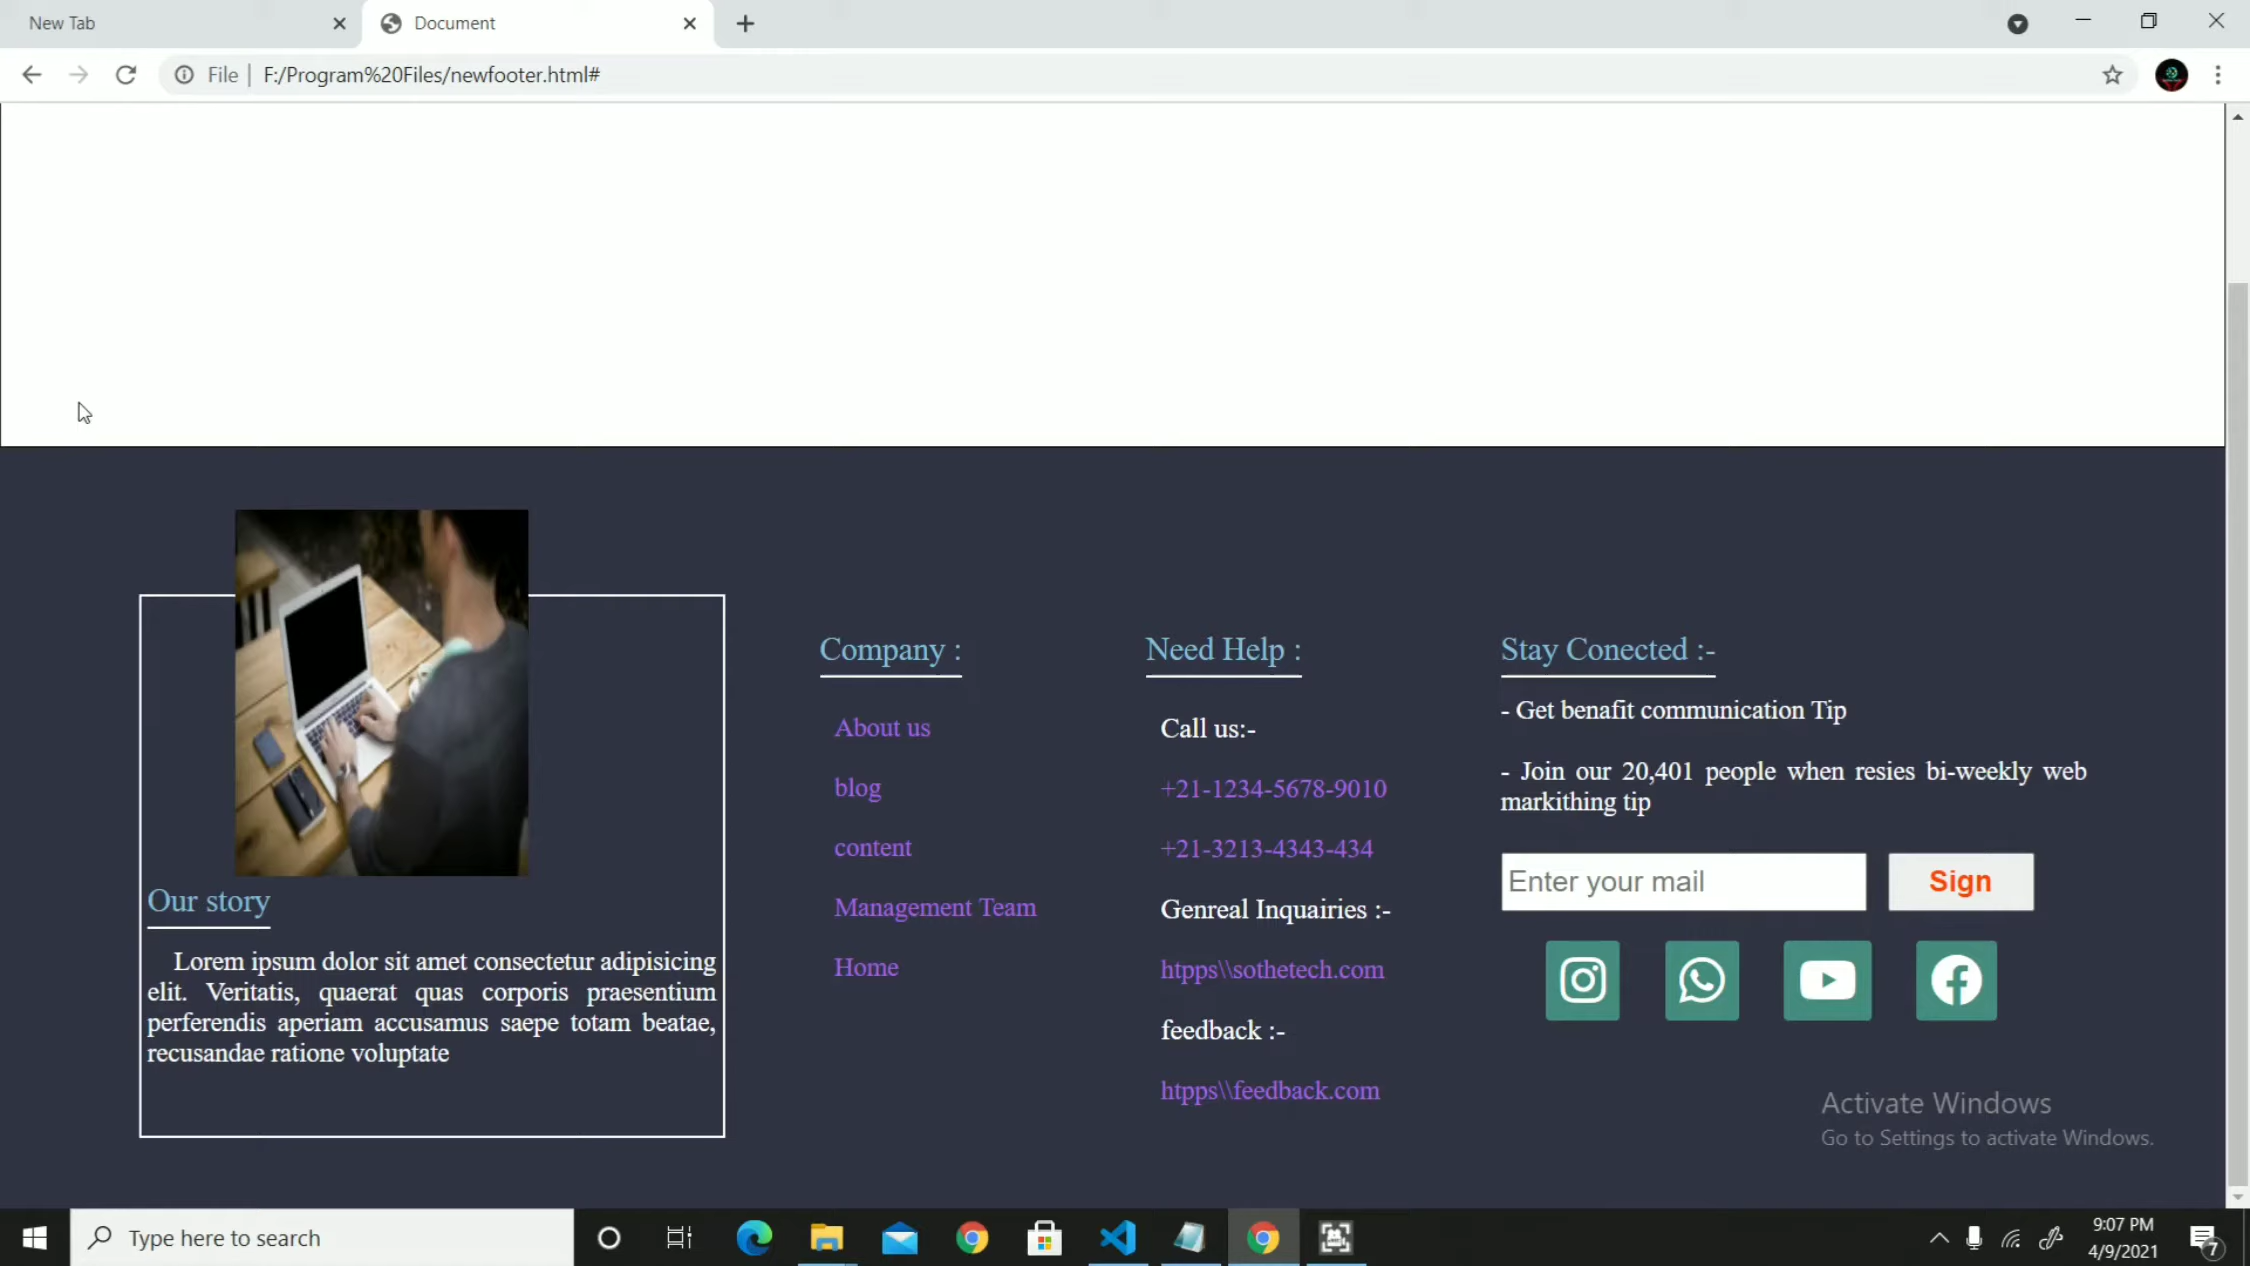 New Tab
Document
File
F:/Program%20Files/newfooter.html#
Our story
Lorem ipsum dolor sit amet consectetur adipisicing
elit. Veritatis, quaerat quas corporis praesentium
perferendis aperiam accusamus saepe totam beatae,
recusandae ratione voluptate
Company :
About us
blog
content
Management Team
Home
Need Help :
Call us:-
+21-1234-5678-9010
+21-3213-4343-434
Genreal Inquairies :-
htpps\\sothetech.com
feedback :-
htpps\\feedback.com
Stay Conected :-
- Get benafit communication Tip
- Join our 20,401 people when resies bi-weekly web
markithing tip
Enter your mail
Sign
Activate Windows
Go to Settings to activate Windows.
Type here to search
9:07 PM
4/9/2021
7